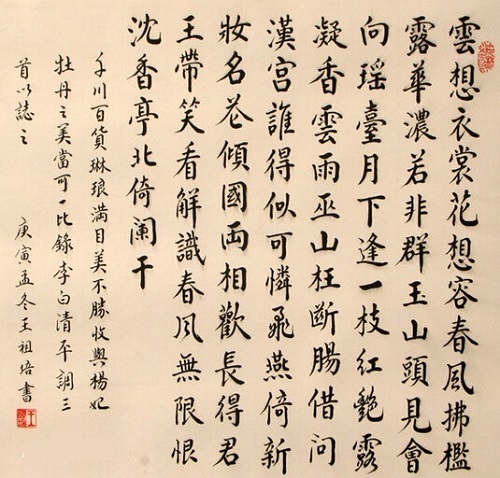 雲想衣裳花想容春風拂檻
露華濃若非群玉山頭見會
向瑶臺月下逢一枝紅艷露
凝香雲雨巫山枉斷腸借问
漢宫誰得似可憐飛燕倚新
妝名花傾國两相歡長得君
王帶笑看解識春风無限恨
沈香亭北倚阑干
千川百貨琳琅满目美不勝收與楊妃
牡丹之美當可一比錄李白清平調三
首以誌之 庚寅孟冬王祖培書